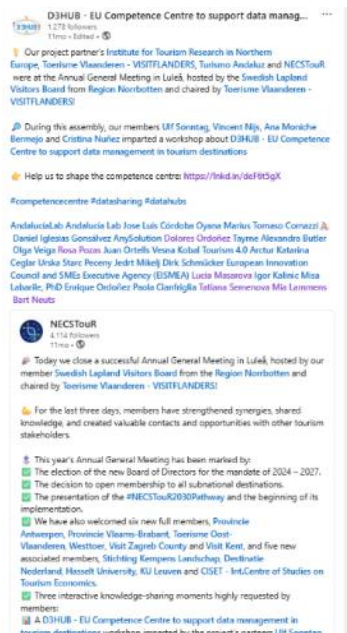 D3HUB - EU Competence Centre to support data manag...
1.278 followers
11mo • Edited •
Our project partner's Institute for Tourism Research in Northern
Europe, Toerisme Vlaanderen - VISITFLANDERS, Turismo Andaluz and NECSTouR
were at the Annual General Meeting in Luleå, hosted by the Swedish Lapland
Visitors Board from Region Norrbotten and chaired by Toerisme Vlaanderen -
VISITFLANDERS!
During this assembly, our members Ulf Sonntag, Vincent Nijs, Ana Moniche
Bermejo and Cristina Nuñez imparted a workshop about D3HUB - EU Competence
Centre to support data management in tourism destinations
👉 Help us to shape the competence centre: https://lnkd.in/deF6t5gX
#competencecentre #datasharing #datahubs
AndalucíaLab Andalucia Lab Jose Luis Córdoba Oyana Marius Tomaso Comazzi
Daniel Iglesias Gonsálvez AnySolution Dolores Ordoñez Tayrne Alexandra Butler
Olga Veiga Rosa Pozas Juan Ortells Vesna Kobal Tourism 4.0 Arctur Katarina
Ceglar Urska Starc Peceny Jedrt Mikelj Dirk Schmücker European Innovation
Council and SMEs Executive Agency (EISMEA) Lucia Masarova Igor Kalinic Misa
Labarile, PhD Enrique Ordoñez Paola Cianfriglia Tatiana Semenova Mia Lammens
Bart Neuts
NECSTouR
4.114 followers
11mo •
🎉 Today we close a successful Annual General Meeting in Luleå, hosted by our
member Swedish Lapland Visitors Board from the Region Norrbotten and
chaired by Toerisme Vlaanderen - VISITFLANDERS!
💪 For the last three days, members have strengthened synergies, shared
knowledge, and created valuable contacts and opportunities with other tourism
stakeholders.
This year's Annual General Meeting has been marked by:
✅ The election of the new Board of Directors for the mandate of 2024 – 2027.
✅ The decision to open membership to all subnational destinations.
✅ The presentation of the #NECSTouR2030Pathway and the beginning of its
implementation.
✅ We have also welcomed six new full members, Provincie
Antwerpen, Provincie Vlaams-Brabant, Toerisme Oost-
Vlaanderen, Westtoer, Visit Zagreb County and Visit Kent, and five new
associated members, Stichting Kempens Landschap, Destinatie
Nederland, Hasselt University, KU Leuven and CISET - Int.Centre of Studies on
Tourism Economics.
✅ Three interactive knowledge-sharing moments highly requested by
members:
📊 A D3HUB - EU Competence Centre to support data management in
tourism destinations workshop imparted by the project's partners Ulf Sonntag